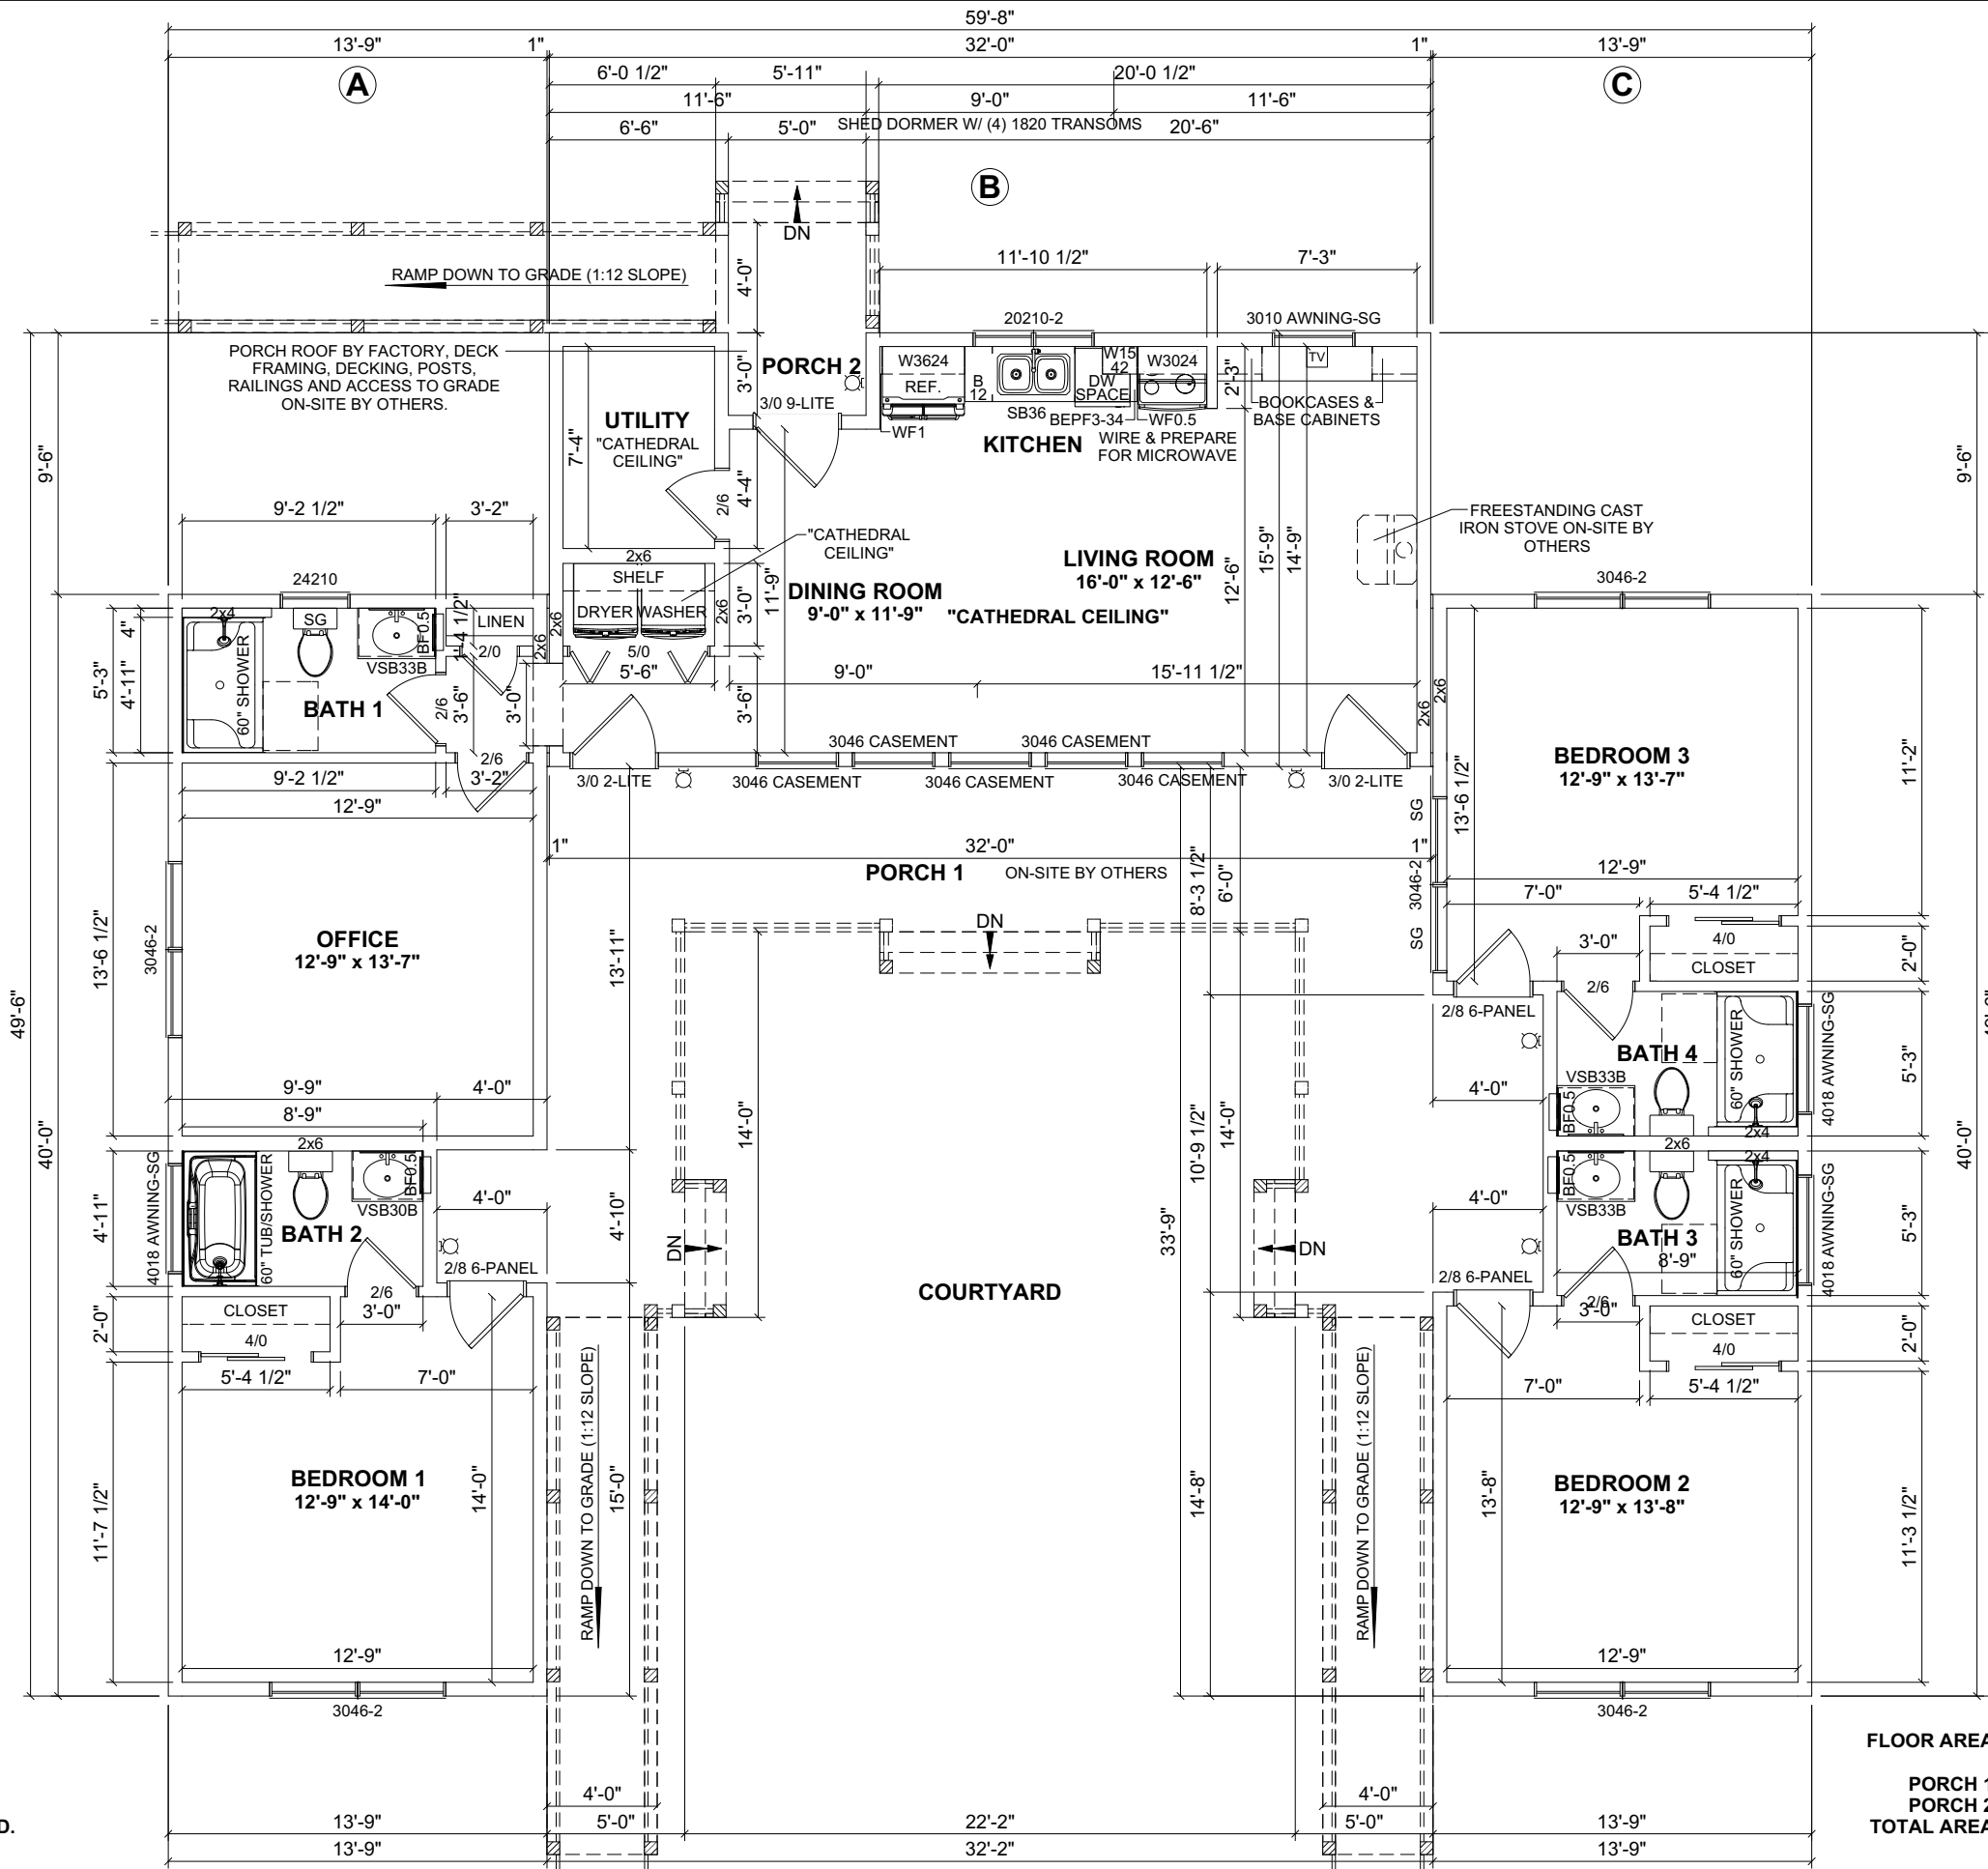 59'-8"
13'-9" 1" 32'-0" 1" 13'-9"
6'-0 1/2" 5'-11" 20'-0 1/2"
A
C
11'-6" 9'-0" 11'-6"
SHED DORMER W/ (4) 1820 TRANSOMS
6'-6" 5'-0" 20'-6"
B
DN
RAMP DOWN TO GRADE (1:12 SLOPE)
4'-0"
11'-10 1/2" 7'-3"
20210-2 3010 AWNING-SG
PORCH ROOF BY FACTORY, DECK
FRAMING, DECKING, POSTS,
RAILINGS AND ACCESS TO GRADE
ON-SITE BY OTHERS.
3'-0"
PORCH 2
3/0 9-LITE
W3624
REF.
WF1
B
12
SB36
W15
42
DW
SPACE
W3024
BEPF3-34
WF0.5
TV
2'-3"
BOOKCASES &
BASE CABINETS
KITCHEN
WIRE & PREPARE
FOR MICROWAVE
UTILITY
"CATHEDRAL
CEILING"
7'-4"
2/6
4'-4"
9'-6"
9'-6"
9'-2 1/2" 3'-2"
"CATHEDRAL
CEILING"
FREESTANDING CAST
IRON STOVE ON-SITE BY
OTHERS
15'-9"
14'-9"
12'-6"
11'-9"
LIVING ROOM
16'-0" x 12'-6"
DINING ROOM
9'-0" x 11'-9"
"CATHEDRAL CEILING"
2x6
SHELF
DRYER WASHER
5/0
5'-6"
2x6
2x6
2x6
3'-0"
3'-6"
24210
2x4
SG
BF0.5
VSB33B
1'-4 1/2"
LINEN
2/0
60" SHOWER
BATH 1
2/6
3'-6"
3'-0"
2/6
4"
4'-11"
5'-3"
9'-0" 15'-11 1/2"
3046-2
2x6
2x6
3046 CASEMENT 3046 CASEMENT
3/0 2-LITE 3046 CASEMENT 3046 CASEMENT 3046 CASEMENT 3/0 2-LITE
BEDROOM 3
12'-9" x 13'-7"
13'-6 1/2"
11'-2"
9'-2 1/2" 3'-2"
12'-9"
SG
3046-2
SG
1" 32'-0" 1"
PORCH 1 ON-SITE BY OTHERS
8'-3 1/2"
6'-0"
12'-9"
7'-0" 5'-4 1/2"
DN
OFFICE
12'-9" x 13'-7"
3046-2
13'-6 1/2"
13'-11"
3'-0"
4/0
CLOSET
2'-0"
2/6
2/8 6-PANEL
49'-6"
40'-0"
40'-0"
BATH 4
60" SHOWER
4018 AWNING-SG
5'-3"
VSB33B
BF0.5
4'-0"
2x4
2x6
9'-9" 4'-0"
8'-9"
14'-0"
14'-0"
10'-9 1/2"
2x6
4018 AWNING-SG
60" TUB/SHOWER
BATH 2
BF0.5
VSB30B
4'-11"
4'-0"
4'-10"
2/8 6-PANEL
2/6
3'-0"
DN
DN
33'-9"
COURTYARD
2x4
BF0.5
VSB33B
BATH 3
8'-9"
60" SHOWER
4018 AWNING-SG
5'-3"
4'-0"
2/8 6-PANEL
2/6
3'-0"
CLOSET
4/0
2'-0"
CLOSET
4/0
2'-0"
5'-4 1/2" 7'-0"
7'-0" 5'-4 1/2"
RAMP DOWN TO GRADE (1:12 SLOPE)
RAMP DOWN TO GRADE (1:12 SLOPE)
BEDROOM 1
12'-9" x 14'-0"
14'-0"
15'-0"
11'-7 1/2"
14'-8"
BEDROOM 2
12'-9" x 13'-8"
13'-8"
11'-3 1/2"
12'-9" 12'-9"
3046-2 3046-2
FLOOR AREA
PORCH 1
PORCH 2
TOTAL AREA
D.
4'-0" 4'-0"
13'-9" 5'-0" 22'-2" 5'-0" 13'-9"
13'-9" 32'-2" 13'-9"